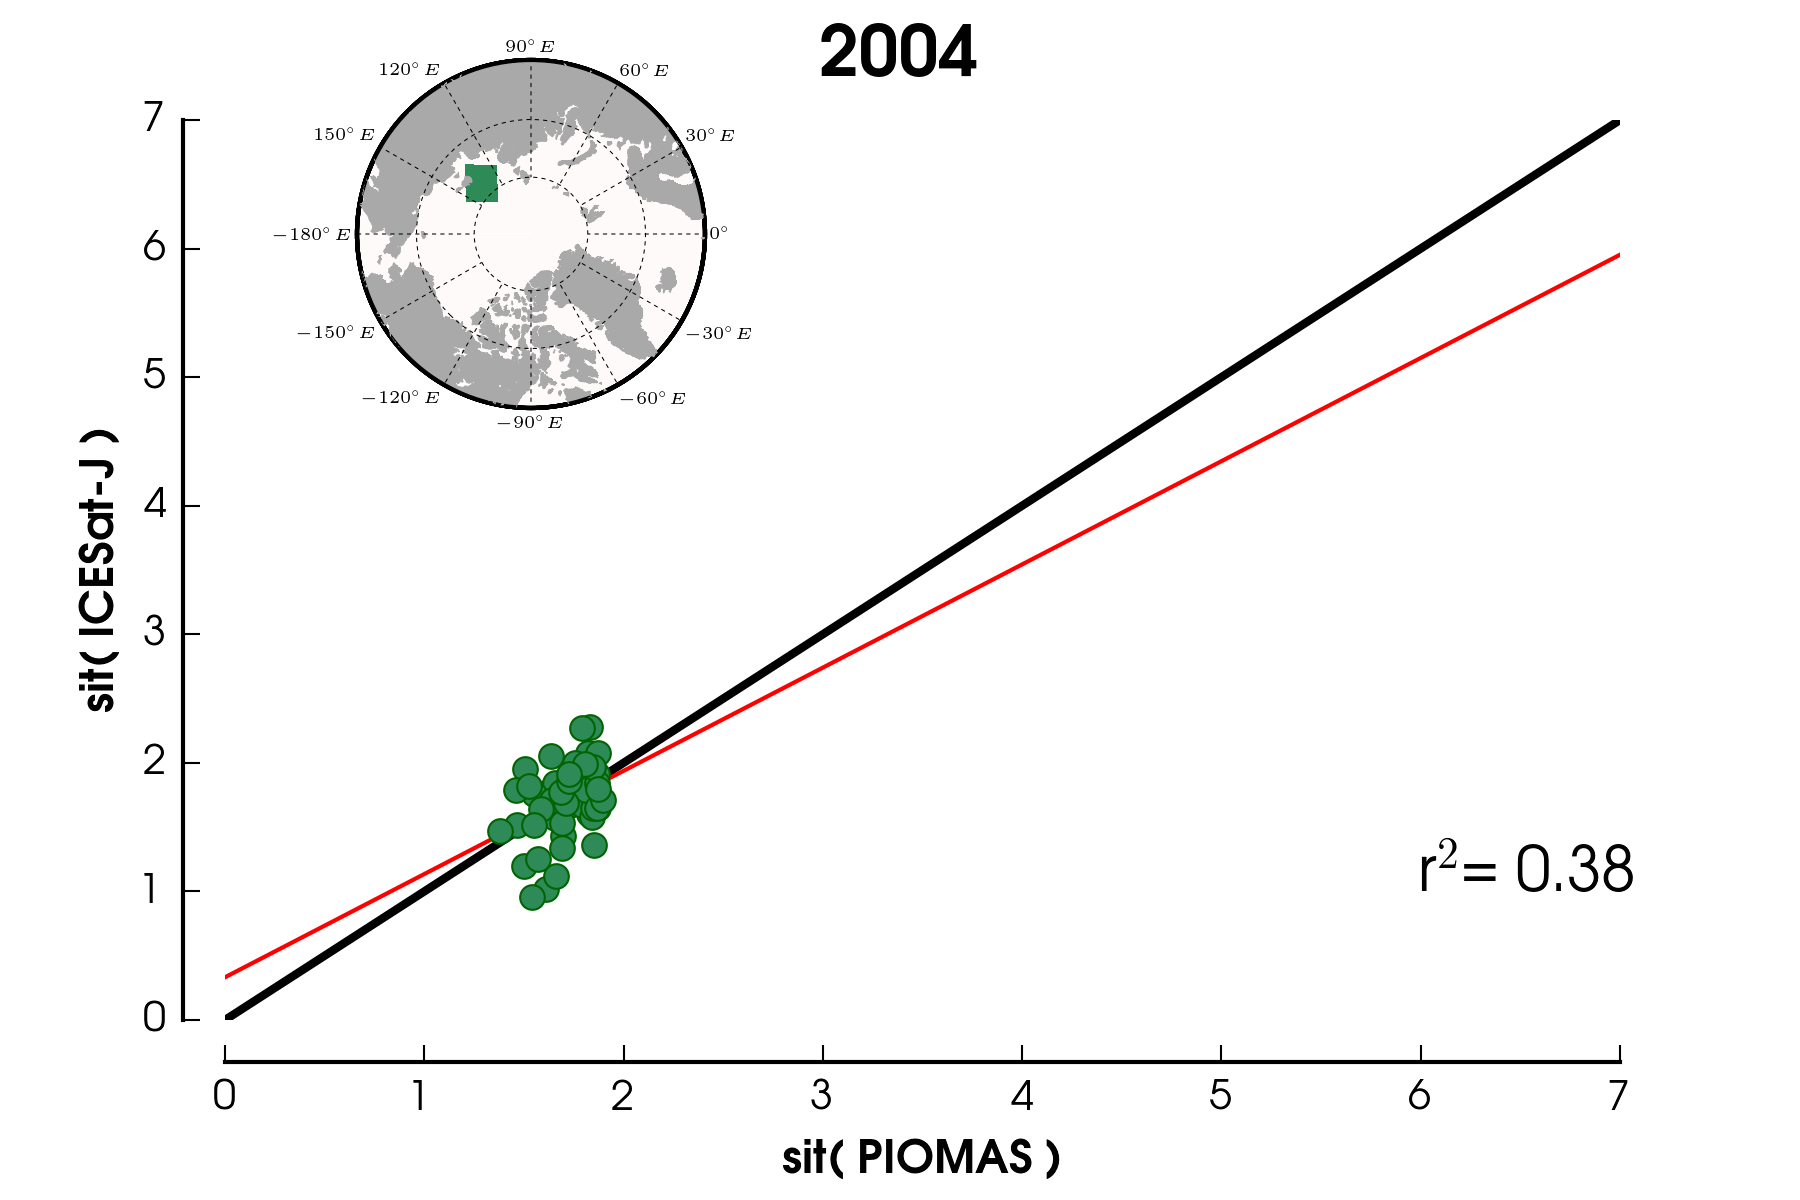 2004
90° E
120° E
60° E
150° E
30° E
−180° E
0°
−150° E
−30° E
−120° E
−60° E
−90° E
7
6
5
4
3
2
1
0
sit( ICESat-J )
r²= 0.38
0 1 2 3 4 5 6 7
sit( PIOMAS )